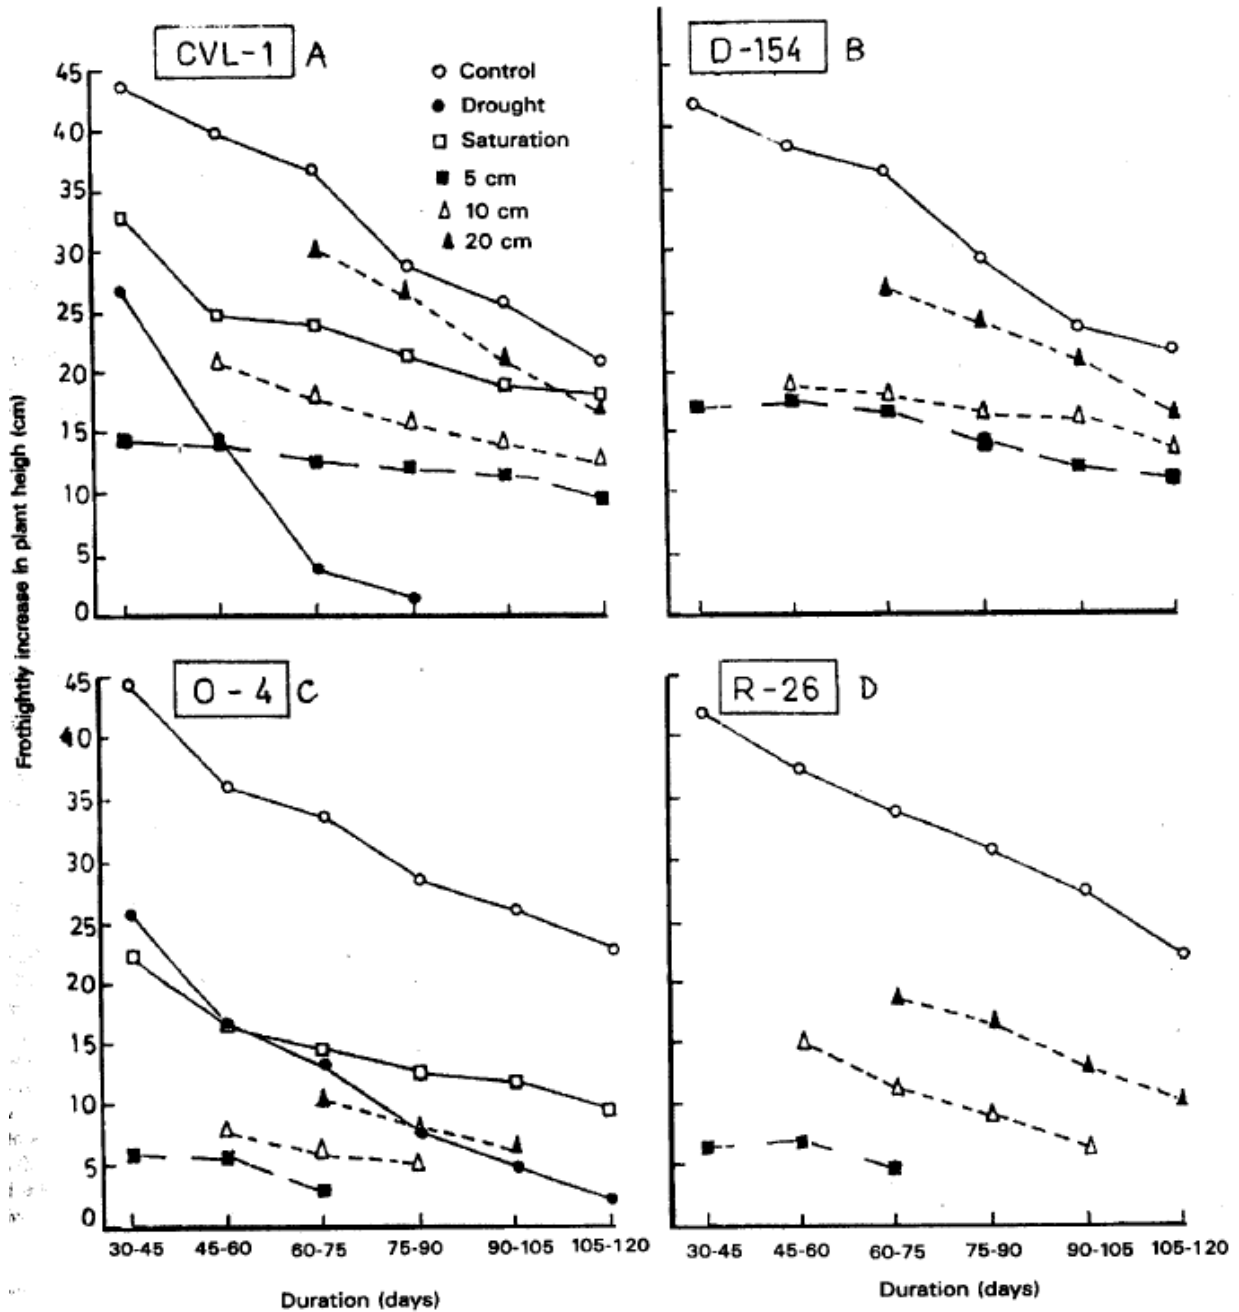 CVL-1 A
Control
Drought
Saturation
5 cm
10 cm
20 cm
45
40
35
30
25
20
15
10
5
0
D-154 B
Frothightly increase in plant heigh (cm)
O-4 C
45
40
35
30
25
20
15
10
5
0
30-45 45-60 60-75 75-90 90-105 105-120
Duration (days)
R-26 D
30-45 45-60 60-75 75-90 90-105 105-120
Duration (days)